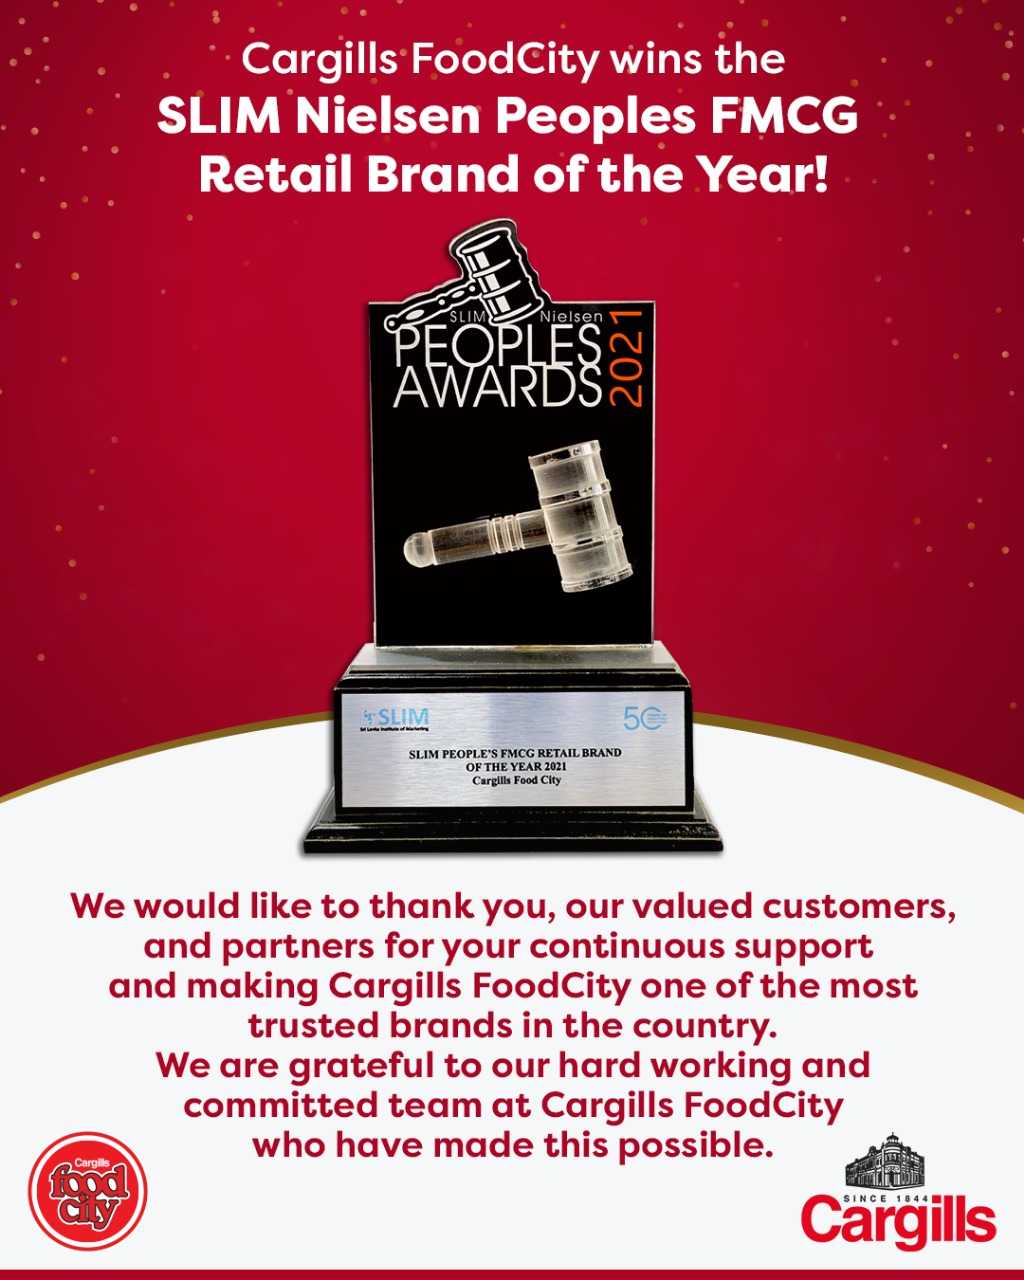 Cargills FoodCity wins the
SLIM Nielsen Peoples FMCG
Retail Brand of the Year!
SLIM Nielsen
PEOPLES
AWARDS
2021
SLIM
Sri Lanka Institute of Marketing
50
SLIM PEOPLE'S FMCG RETAIL BRAND
OF THE YEAR 2021
Cargills Food City
We would like to thank you, our valued customers,
and partners for your continuous support
and making Cargills FoodCity one of the most
trusted brands in the country.
We are grateful to our hard working and
committed team at Cargills FoodCity
who have made this possible.
Cargills
food
city
SINCE 1844
Cargills